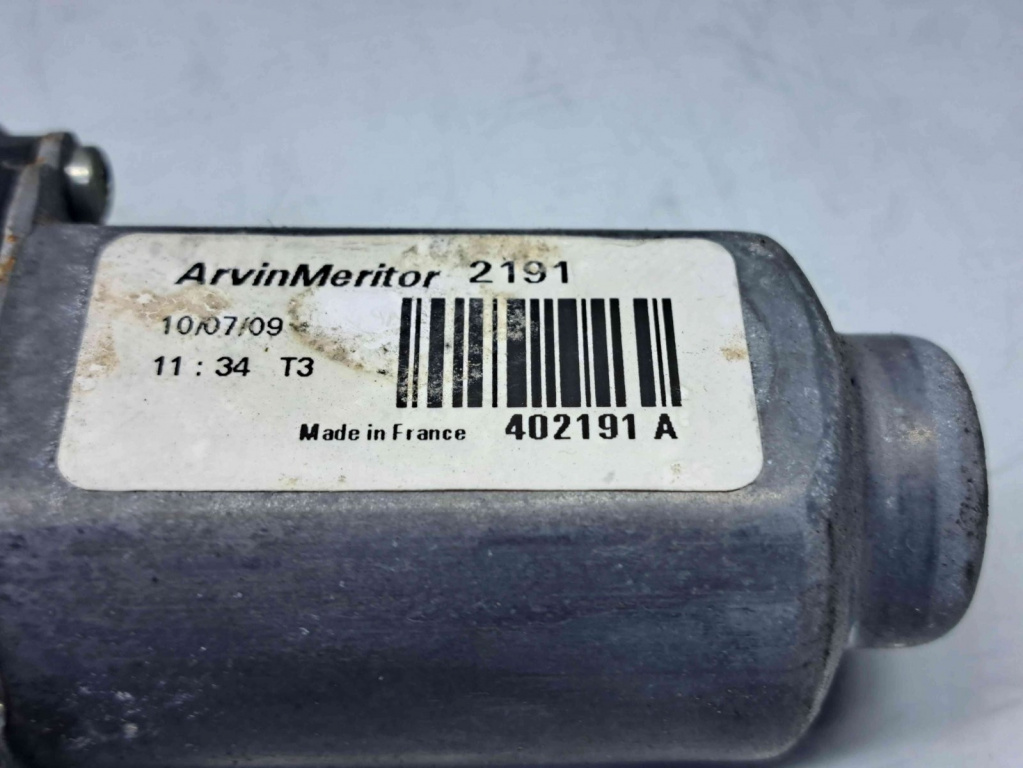 ArvinMeritor 2191
10/07/09
11 : 34 T3
Made in France 402191 A